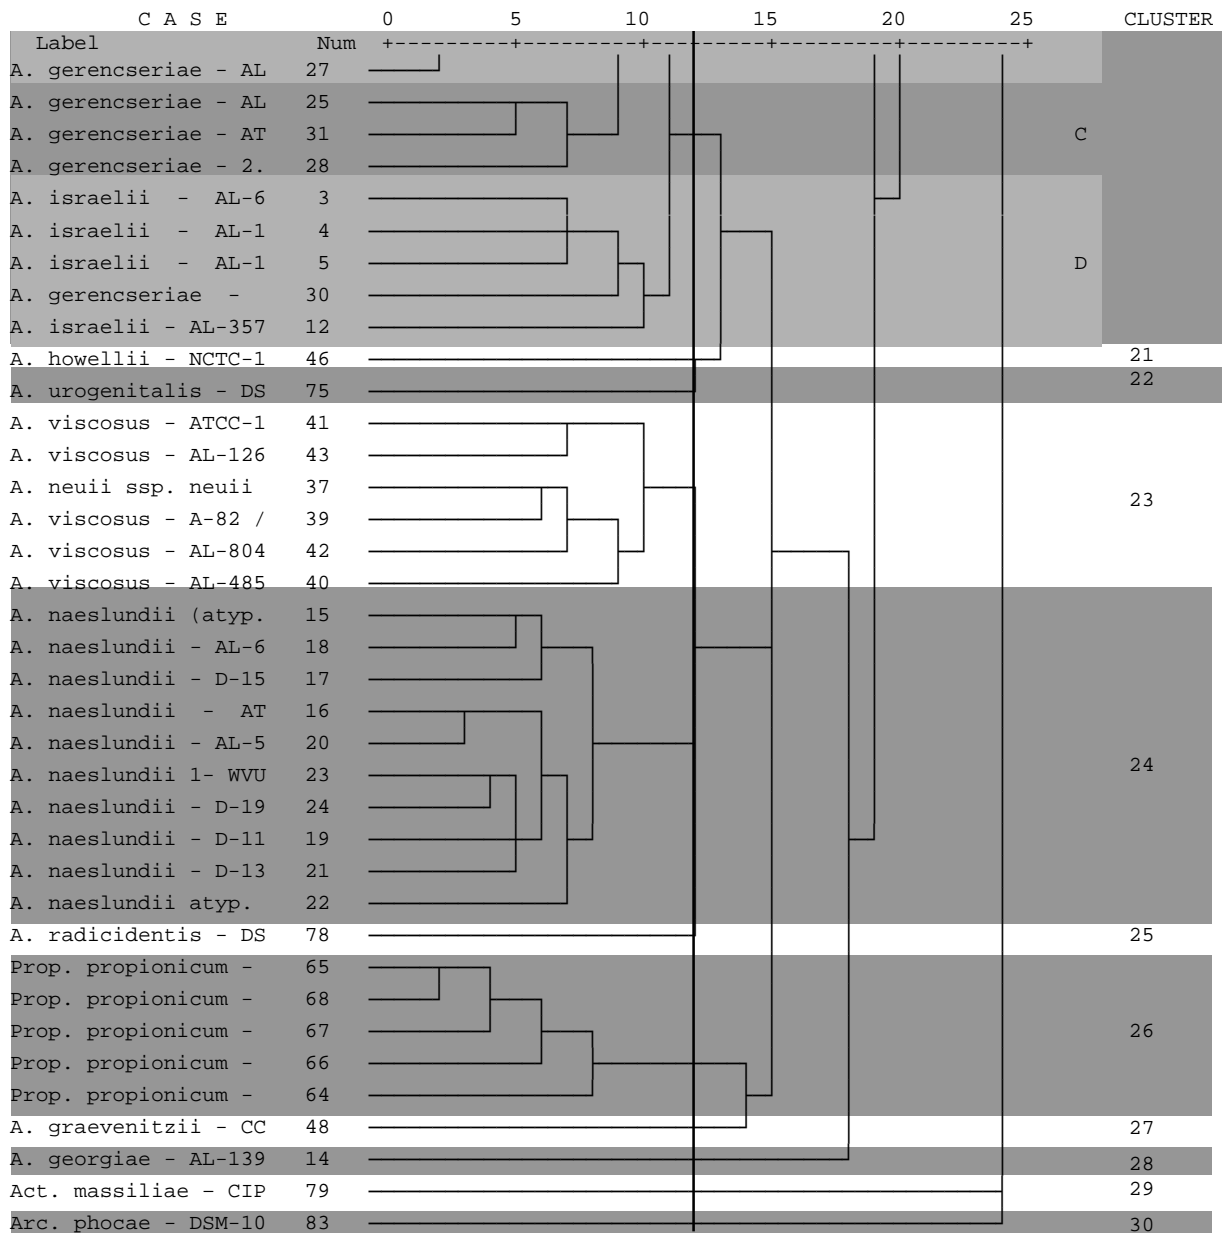 C A S E 0 5 10 15 20 25 CLUSTER
Label Num +---------+---------+---------+---------+---------+
A. gerencseriae - AL 27
A. gerencseriae - AL 25
A. gerencseriae - AT 31 C
A. gerencseriae - 2. 28
A. israelii - AL-6 3
A. israelii - AL-1 4
A. israelii - AL-1 5 D
A. gerencseriae - 30
A. israelii - AL-357 12
A. howellii - NCTC-1 46 21
A. urogenitalis - DS 75 22
A. viscosus - ATCC-1 41
A. viscosus - AL-126 43
A. neuii ssp. neuii 37 23
A. viscosus - A-82 / 39
A. viscosus - AL-804 42
A. viscosus - AL-485 40
A. naeslundii (atyp. 15
A. naeslundii - AL-6 18
A. naeslundii - D-15 17
A. naeslundii - AT 16
A. naeslundii - AL-5 20 24
A. naeslundii 1- WVU 23
A. naeslundii - D-19 24
A. naeslundii - D-11 19
A. naeslundii - D-13 21
A. naeslundii atyp. 22
A. radicidentis - DS 78 25
Prop. propionicum - 65
Prop. propionicum - 68
Prop. propionicum - 67 26
Prop. propionicum - 66
Prop. propionicum - 64
A. graevenitzii - CC 48 27
A. georgiae - AL-139 14 28
Act. massiliae - CIP 79 29
Arc. phocae - DSM-10 83 30